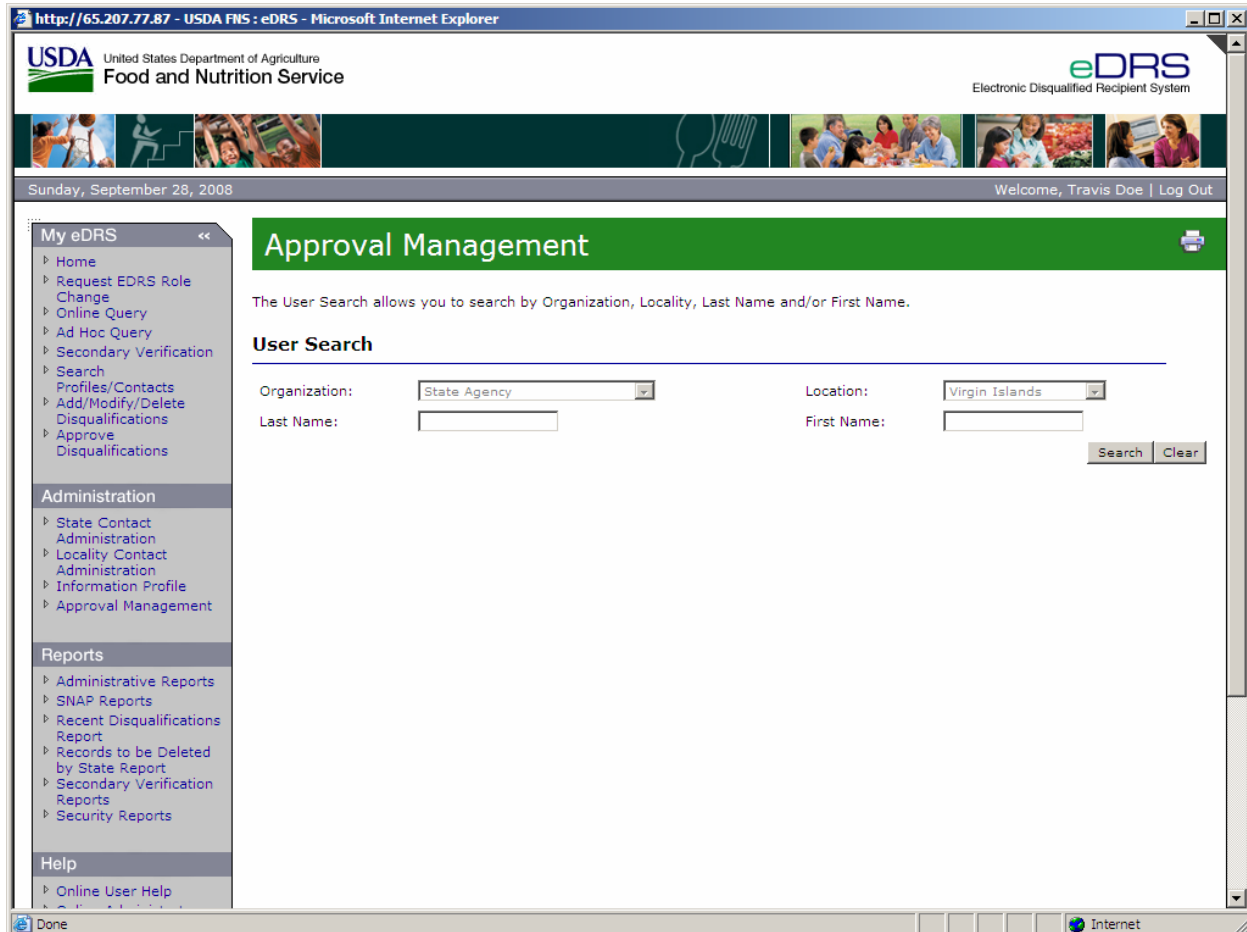 http://65.207.77.87 - USDA FNS : eDRS - Microsoft Internet Explorer
USDA United States Department of Agriculture
Food and Nutrition Service
eDRS
Electronic Disqualified Recipient System
Sunday, September 28, 2008 Welcome, Travis Doe | Log Out
My eDRS <<
Home
Request EDRS Role
Change
Online Query
Ad Hoc Query
Secondary Verification
Search
Profiles/Contacts
Add/Modify/Delete
Disqualifications
Approve
Disqualifications
Administration
State Contact
Administration
Locality Contact
Administration
Information Profile
Approval Management
Reports
Administrative Reports
SNAP Reports
Recent Disqualifications
Report
Records to be Deleted
by State Report
Secondary Verification
Reports
Security Reports
Help
Online User Help
Approval Management
The User Search allows you to search by Organization, Locality, Last Name and/or First Name.
User Search
Organization: State Agency Location: Virgin Islands
Last Name: First Name:
Search Clear
Done Internet